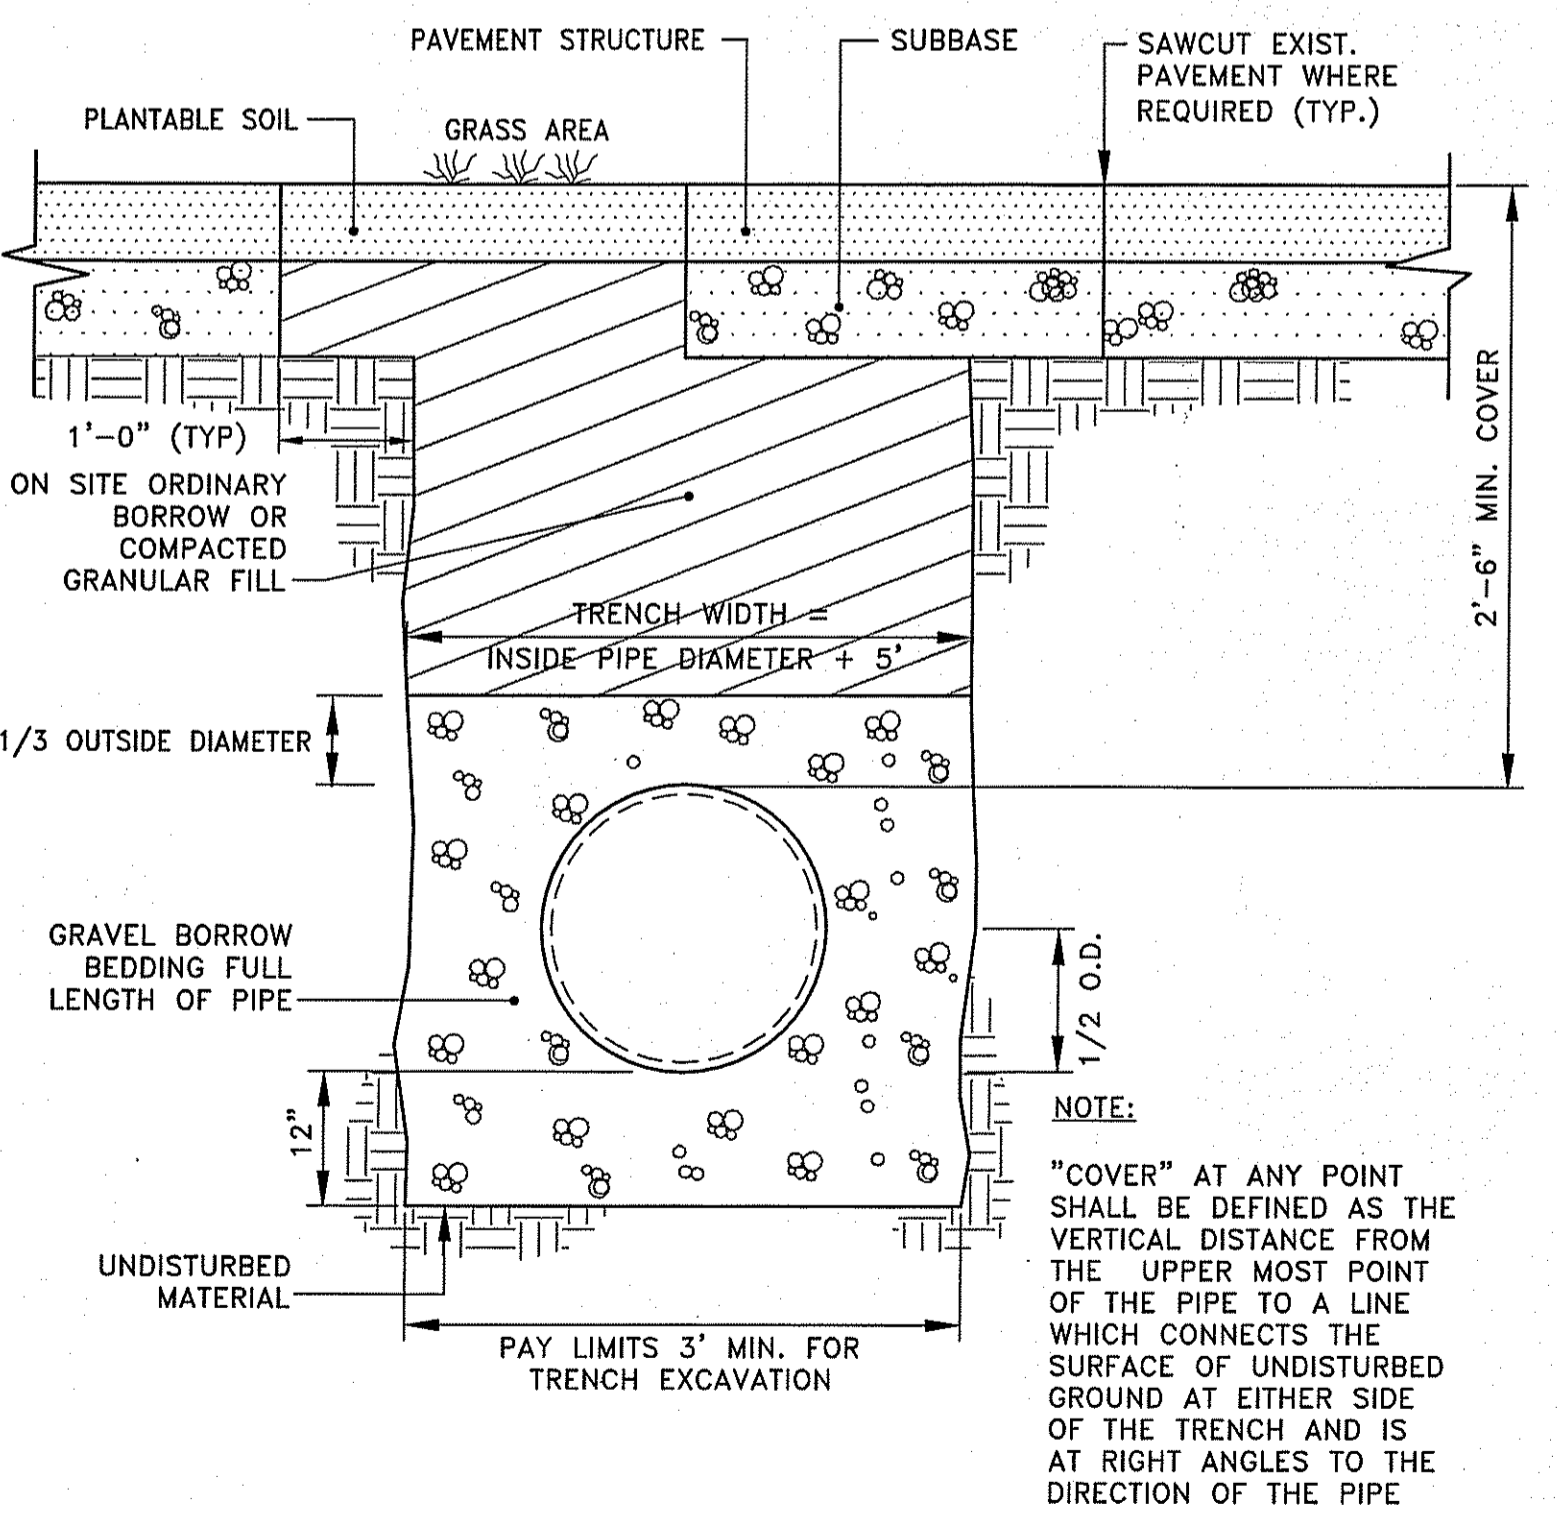 PAVEMENT STRUCTURE
SUBBASE
SAWCUT EXIST.
PAVEMENT WHERE
REQUIRED (TYP.)
PLANTABLE SOIL
GRASS AREA
1'-0" (TYP)
ON SITE ORDINARY
BORROW OR
COMPACTED
GRANULAR FILL
2'-6" MIN. COVER
TRENCH WIDTH =
INSIDE PIPE DIAMETER + 5'
1/3 OUTSIDE DIAMETER
GRAVEL BORROW
BEDDING FULL
LENGTH OF PIPE
1/2 O.D.
12"
UNDISTURBED
MATERIAL
PAY LIMITS 3' MIN. FOR
TRENCH EXCAVATION
NOTE:
"COVER" AT ANY POINT
SHALL BE DEFINED AS THE
VERTICAL DISTANCE FROM
THE UPPER MOST POINT
OF THE PIPE TO A LINE
WHICH CONNECTS THE
SURFACE OF UNDISTURBED
GROUND AT EITHER SIDE
OF THE TRENCH AND IS
AT RIGHT ANGLES TO THE
DIRECTION OF THE PIPE